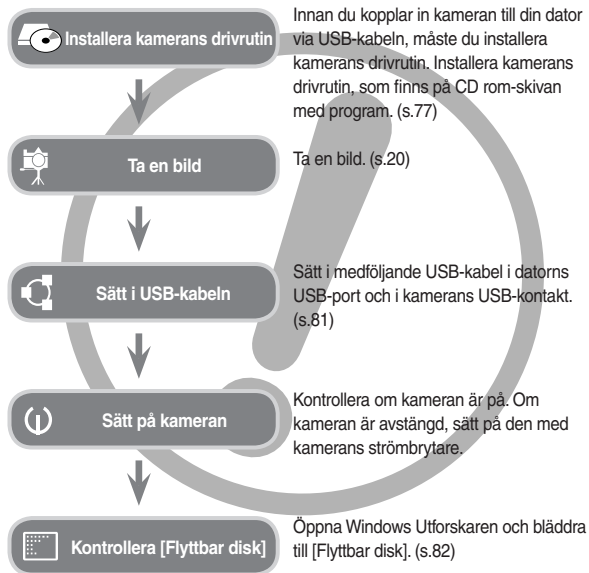 Installera kamerans drivrutin
Innan du kopplar in kameran till din dator
via USB-kabeln, måste du installera
kamerans drivrutin. Installera kamerans
drivrutin, som finns på CD rom-skivan
med program. (s.77)
Ta en bild
Ta en bild. (s.20)
Sätt i USB-kabeln
Sätt i medföljande USB-kabel i datorns
USB-port och i kamerans USB-kontakt.
(s.81)
Sätt på kameran
Kontrollera om kameran är på. Om
kameran är avstängd, sätt på den med
kamerans strömbrytare.
Kontrollera [Flyttbar disk]
Öppna Windows Utforskaren och bläddra
till [Flyttbar disk]. (s.82)